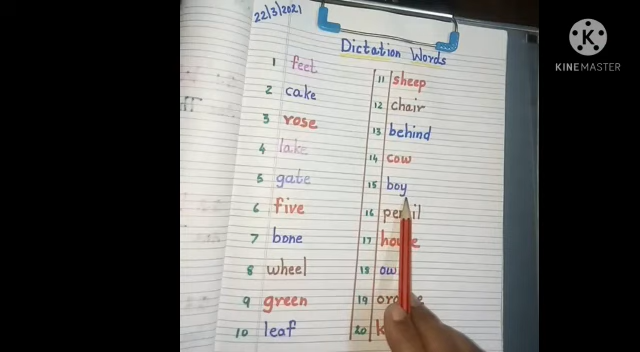 22/3/2021
Dictation Words
1 feet
2 cake
3 rose
4 lake
5 gate
6 five
7 bone
8 wheel
9 green
10 leaf
11 sheep
12 chair
13 behind
14 cow
15 boy
16
17
18
19
20
KINEMASTER